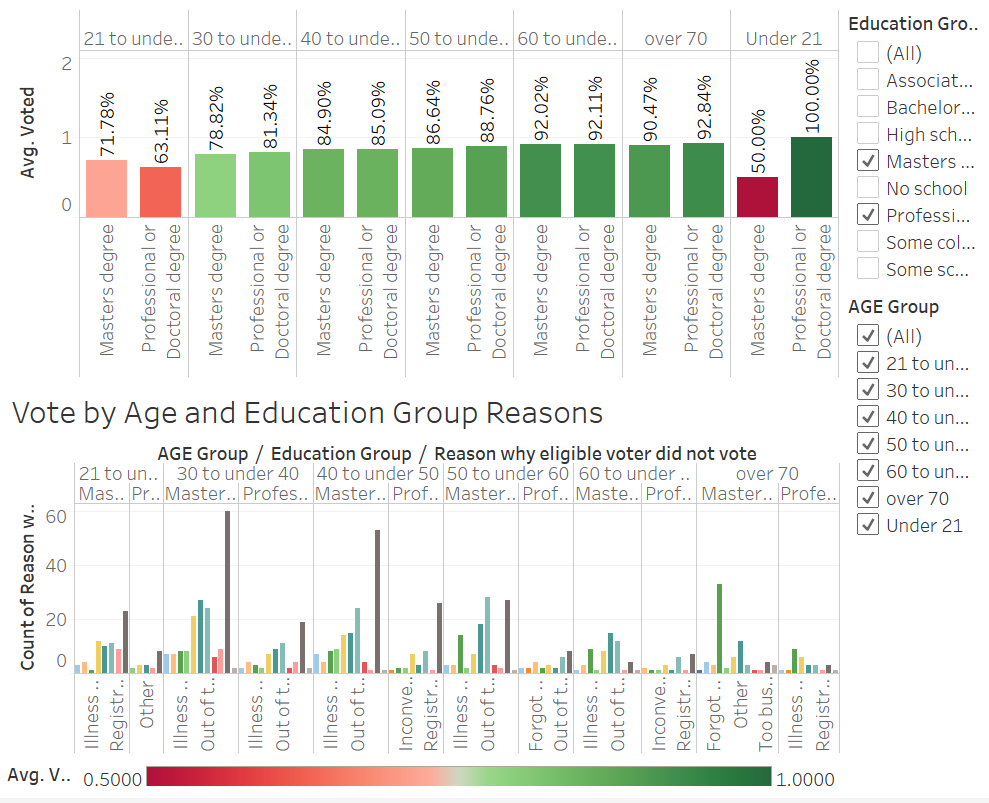 21 to unde.. 30 to unde.. 40 to unde.. 50 to unde.. 60 to unde.. over 70 Under 21
Avg. Voted
2
1
0
71.78% 63.11% 78.82% 81.34% 84.90% 85.09% 86.64% 88.76% 92.02% 92.11% 90.47% 92.84% 50.00% 100.00%
Masters degree Professional or Doctoral degree Masters degree Professional or Doctoral degree Masters degree Professional or Doctoral degree Masters degree Professional or Doctoral degree Masters degree Professional or Doctoral degree Masters degree Professional or Doctoral degree Masters degree Professional or Doctoral degree
Education Gro..
(All)
Associat...
Bachelor...
High sch...
Masters ...
No school
Professi...
Some col...
Some sc...
AGE Group
(All)
21 to un...
30 to un...
40 to un...
50 to un...
60 to un...
over 70
Under 21
Vote by Age and Education Group Reasons
AGE Group / Education Group / Reason why eligible voter did not vote
21 to un.. 30 to under 40 40 to under 50 50 to under 60 60 to under .. over 70
Mas.. Pr.. Master.. Profes.. Master.. Prof.. Master.. Prof.. Maste.. Prof.. Master.. Profe..
Count of Reason w..
60
40
20
0
Illness .. Registr.. Other Illness .. Out of t.. Illness .. Out of t.. Illness .. Out of t.. Inconve.. Registr.. Illness .. Out of t.. Forgot .. Out of t.. Illness .. Out of t.. Inconve.. Registr.. Forgot .. Other Too bus.. Illness .. Registr..
Avg. V.. 0.5000 1.0000